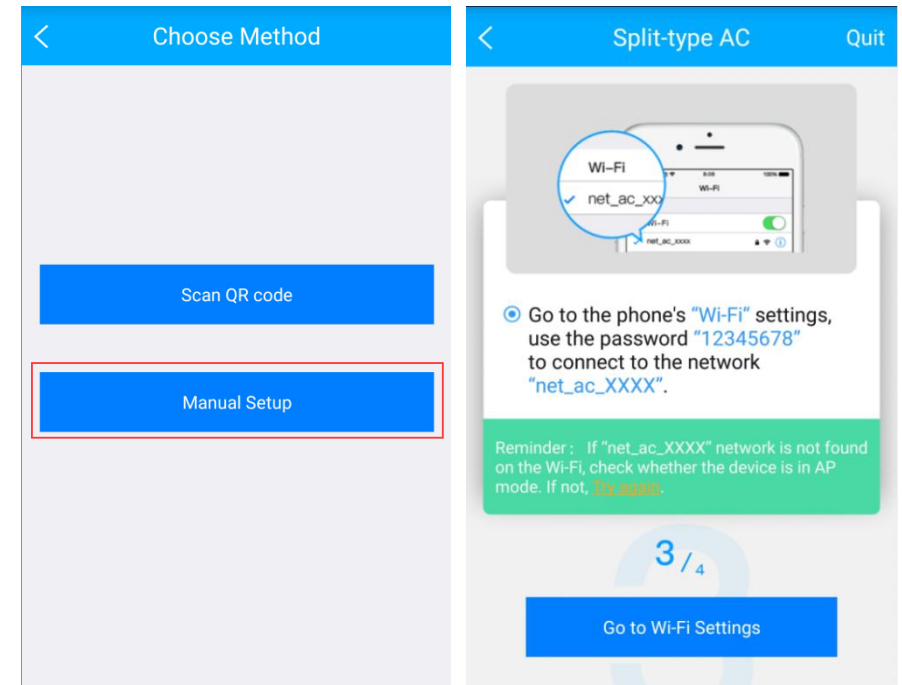 Choose Method
Scan QR code
Manual Setup
Split-type AC
Quit
Wi-Fi
net_ac_xxx
9:09
100%
Wi-Fi
Wi-Fi
net_ac_xxxx
Go to the phone's “Wi-Fi” settings,
use the password “12345678”
to connect to the network
“net_ac_XXXX”.
Reminder : If “net_ac_XXXX” network is not found
on the Wi-Fi, check whether the device is in AP
mode. If not, Try again.
3/4
Go to Wi-Fi Settings